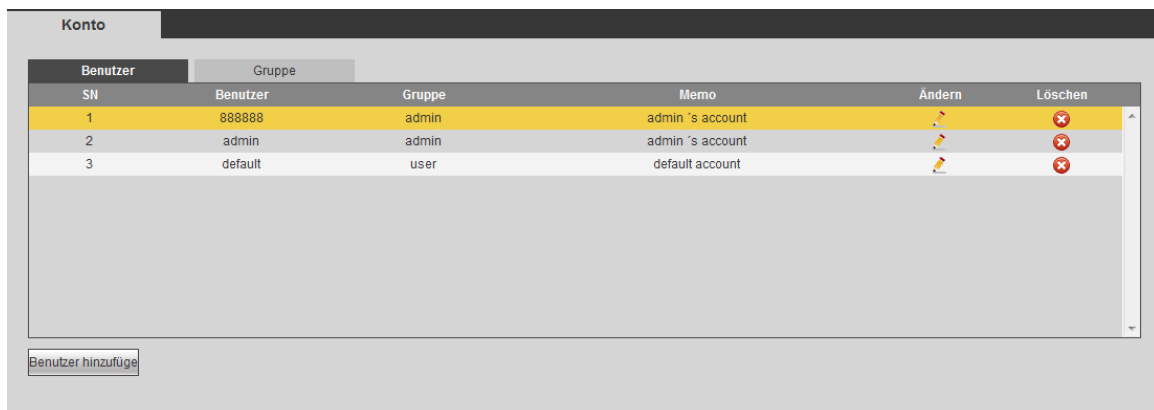 Konto
Benutzer Gruppe
SN Benutzer Gruppe Memo Ändern Löschen
1 888888 admin admin ´s account
2 admin admin admin ´s account
3 default user default account
Benutzer hinzufüge